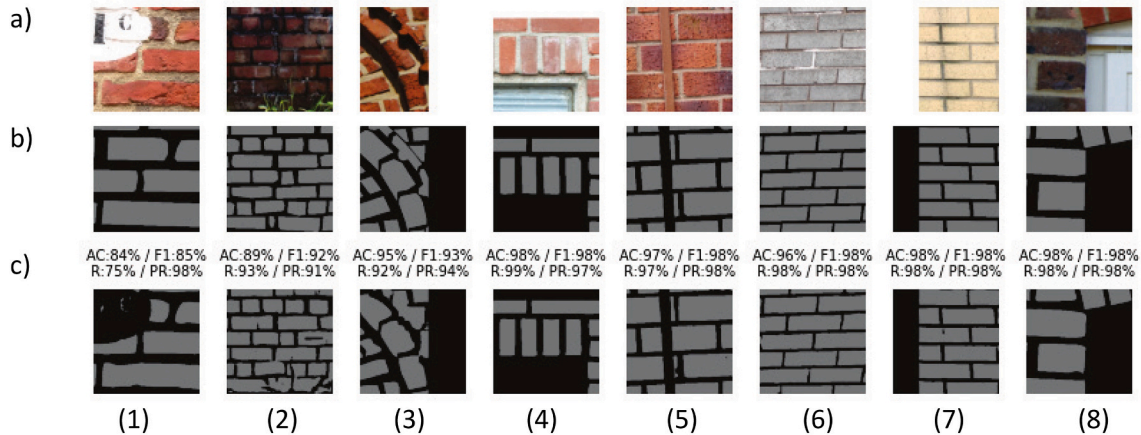 a)
C
b)
AC:84% / F1:85% AC:89% / F1:92% AC:95% / F1:93% AC:98% / F1:98% AC:97% / F1:98% AC:96% / F1:98% AC:98% / F1:98% AC:98% / F1:98%
c)
R:75% / PR:98% R:93% / PR:91% R:92% / PR:94% R:99% / PR:97% R:97% / PR:98% R:98% / PR:98% R:98% / PR:98% R:98% / PR:98%
(1) (2) (3) (4) (5) (6) (7) (8)